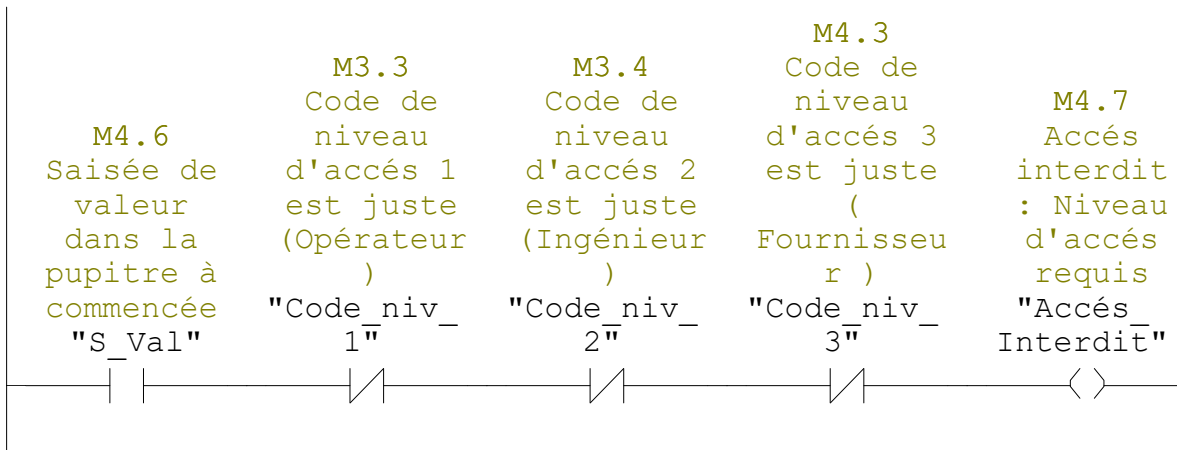 M4.6
Saisée de
valeur
dans la
pupitre à
commencée
"S_Val"
M3.3
Code de
niveau
d'accés 1
est juste
(Opérateur
)
"Code_niv_
1"
M3.4
Code de
niveau
d'accés 2
est juste
(Ingénieur
)
"Code_niv_
2"
M4.3
Code de
niveau
d'accés 3
est juste
(
Fournisseu
r )
"Code_niv_
3"
M4.7
Accés
interdit
: Niveau
d'accés
requis
"Accés_
Interdit"